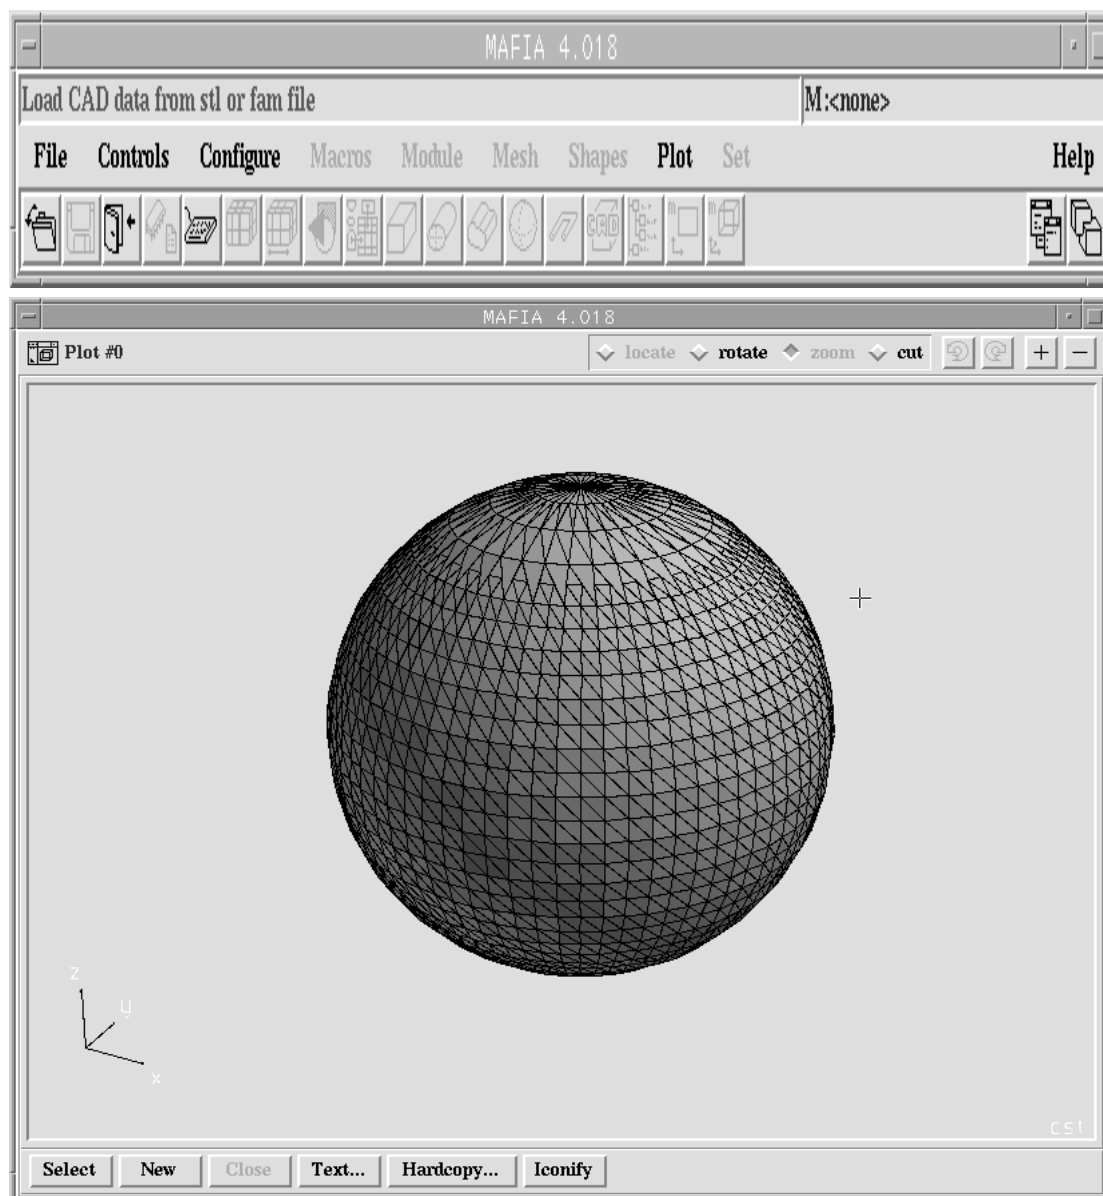 MAFIA 4.018
Load CAD data from stl or fam file M:<none>
File Controls Configure Macros Module Mesh Shapes Plot Set Help
CAD m m
MAFIA 4.018
Plot #0 locate rotate zoom cut + −
z
y
x
cst
Select New Close Text... Hardcopy... Iconify